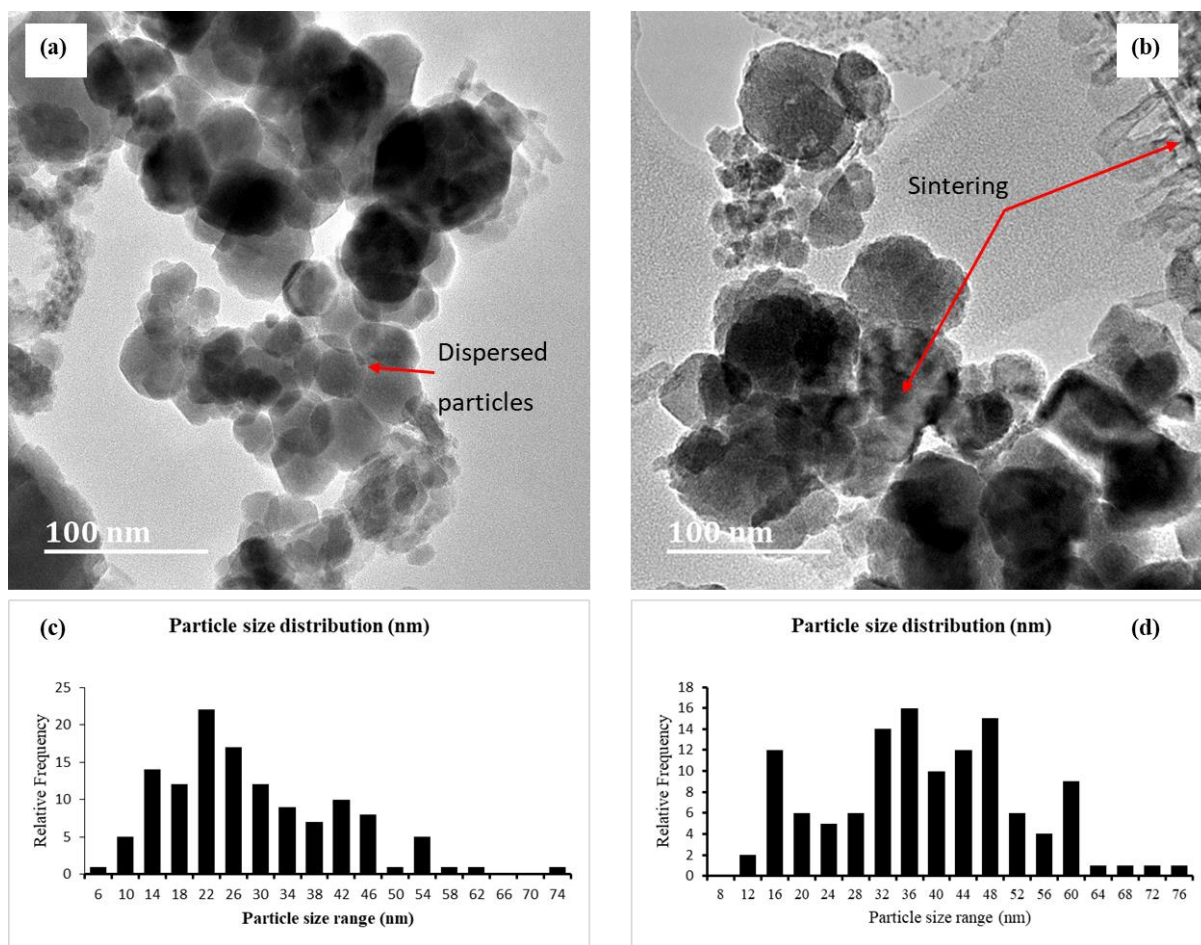 (a)
Dispersed
particles
100 nm
(b)
Sintering
100 nm
(c)
Particle size distribution (nm)
Relative Frequency
25
20
15
10
5
0
6 10 14 18 22 26 30 34 38 42 46 50 54 58 62 66 70 74
Particle size range (nm)
Particle size distribution (nm)
(d)
Relative Frequency
18
16
14
12
10
8
6
4
2
0
8 12 16 20 24 28 32 36 40 44 48 52 56 60 64 68 72 76
Particle size range (nm)